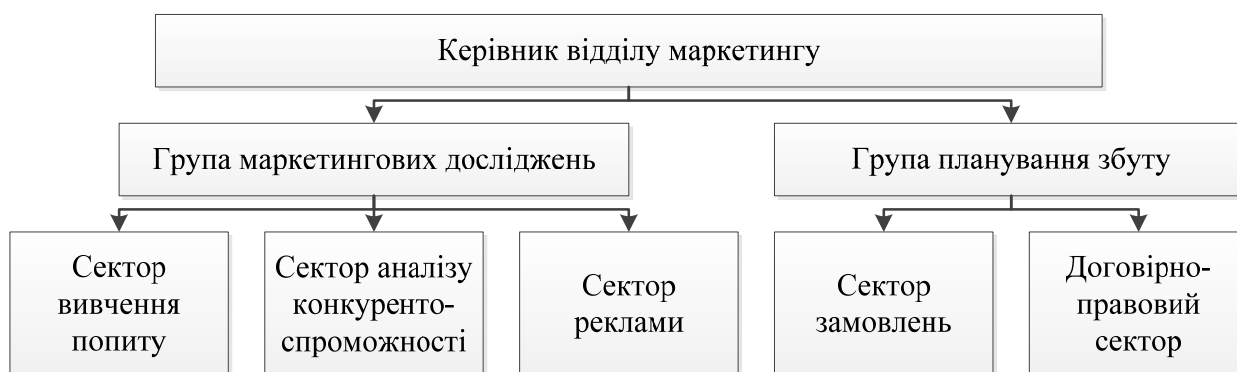 Керівник відділу маркетингу
Група маркетингових досліджень
Група планування збуту
Сектор
вивчення
попиту
Сектор аналізу
конкуренто-
спроможності
Сектор
реклами
Сектор
замовлень
Договірно-
правовий
сектор